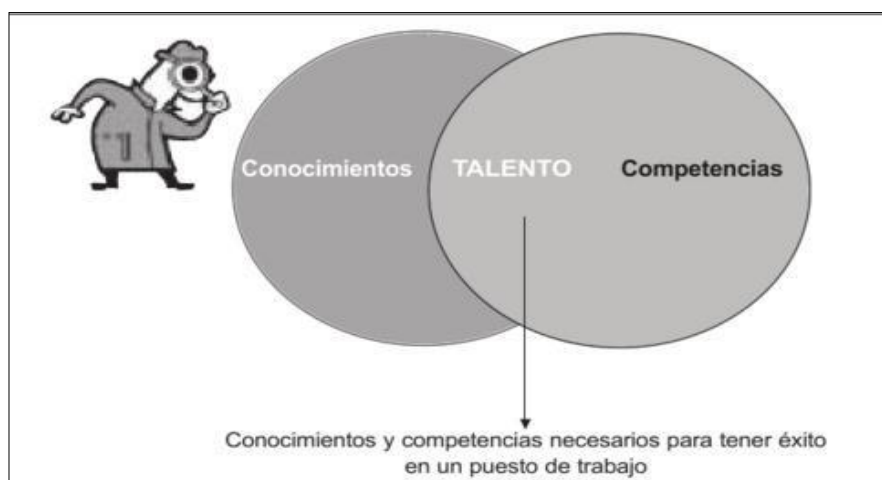 Conocimientos TALENTO Competencias
Conocimientos y competencias necesarios para tener éxito
en un puesto de trabajo